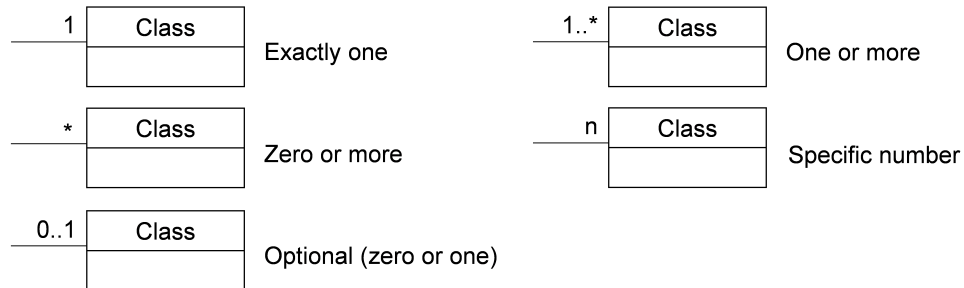 1
Class
Exactly one
*
Class
Zero or more
0..1
Class
Optional (zero or one)
1..*
Class
One or more
n
Class
Specific number